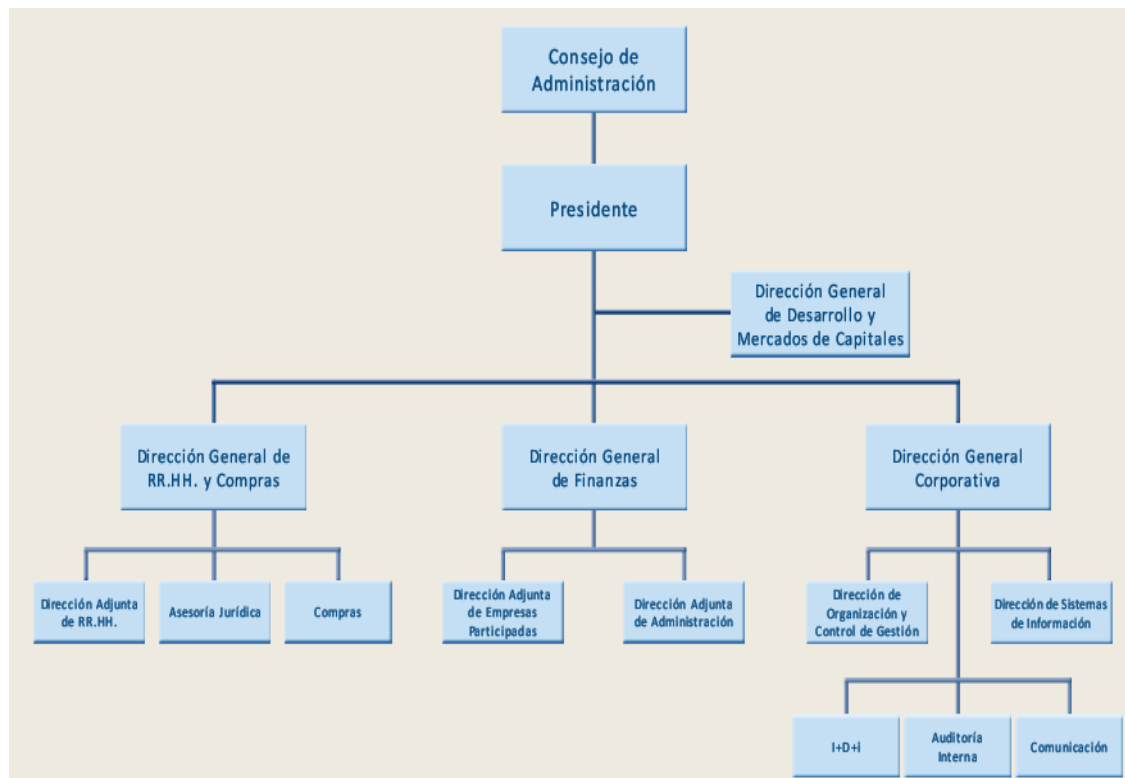 Consejo de
Administración
Presidente
Dirección General
de Desarrollo y
Mercados de Capitales
Dirección General de
RR.HH. y Compras
Dirección General
de Finanzas
Dirección General
Corporativa
Dirección Adjunta
de RR.HH.
Asesoría Jurídica
Compras
Dirección Adjunta
de Empresas
Participadas
Dirección Adjunta
de Administración
Dirección de
Organización y
Control de Gestión
Dirección de Sistemas
de Información
I+D+i
Auditoría
Interna
Comunicación